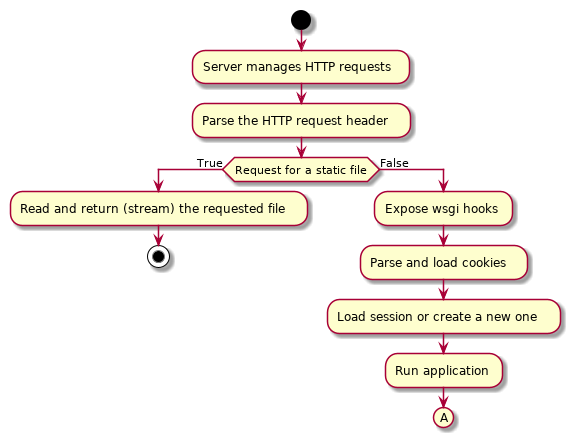 Server manages HTTP requests
Parse the HTTP request header
True
Request for a static file
False
Read and return (stream) the requested file
Expose wsgi hooks
Parse and load cookies
Load session or create a new one
Run application
A